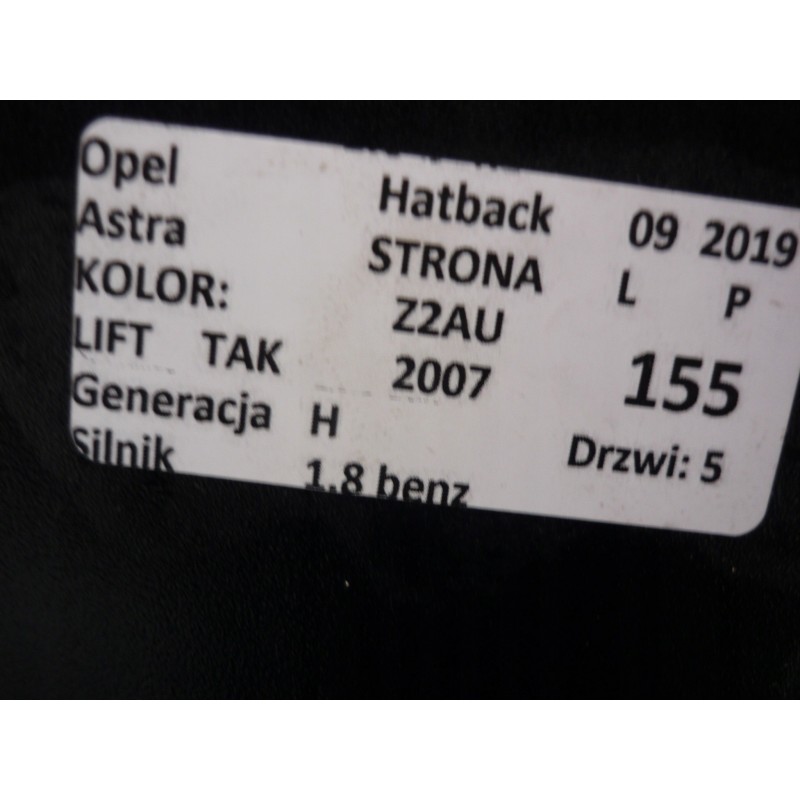 Opel Hatback 09 2019
Astra STRONA L P
KOLOR: Z2AU
LIFT TAK 2007 155
Generacja H Drzwi: 5
Silnik 1.8 benz